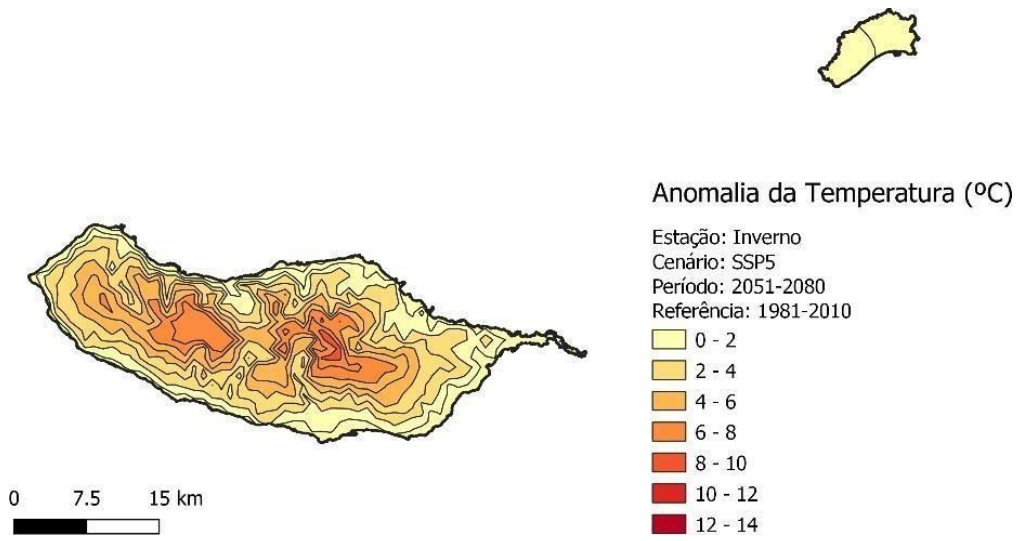 Anomalia da Temperatura (ºC)
Estação: Inverno
Cenário: SSP5
Período: 2051-2080
Referência: 1981-2010
0 - 2
2 - 4
4 - 6
6 - 8
8 - 10
10 - 12
12 - 14
0 7.5 15 km